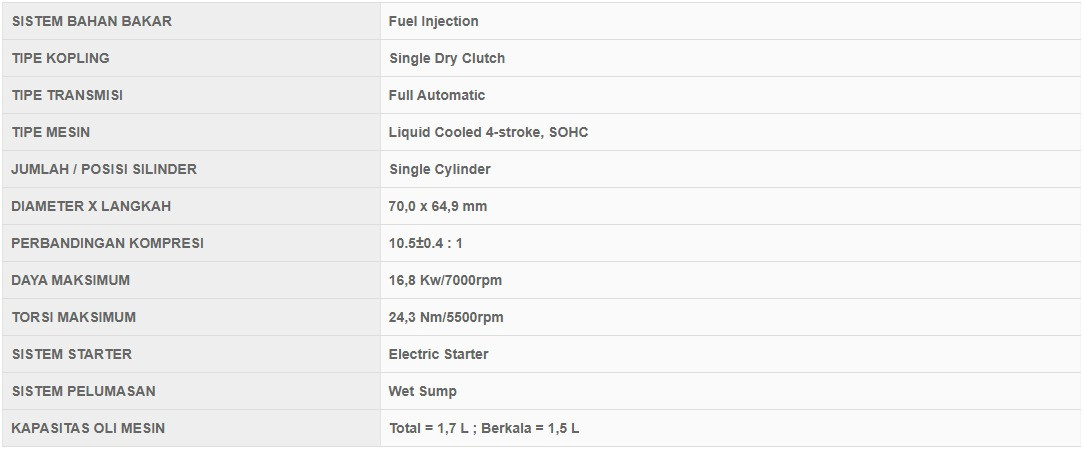 SISTEM BAHAN BAKAR Fuel Injection
TIPE KOPLING Single Dry Clutch
TIPE TRANSMISI Full Automatic
TIPE MESIN Liquid Cooled 4-stroke, SOHC
JUMLAH / POSISI SILINDER Single Cylinder
DIAMETER X LANGKAH 70,0 x 64,9 mm
PERBANDINGAN KOMPRESI 10.5±0.4 : 1
DAYA MAKSIMUM 16,8 Kw/7000rpm
TORSI MAKSIMUM 24,3 Nm/5500rpm
SISTEM STARTER Electric Starter
SISTEM PELUMASAN Wet Sump
KAPASITAS OLI MESIN Total = 1,7 L ; Berkala = 1,5 L